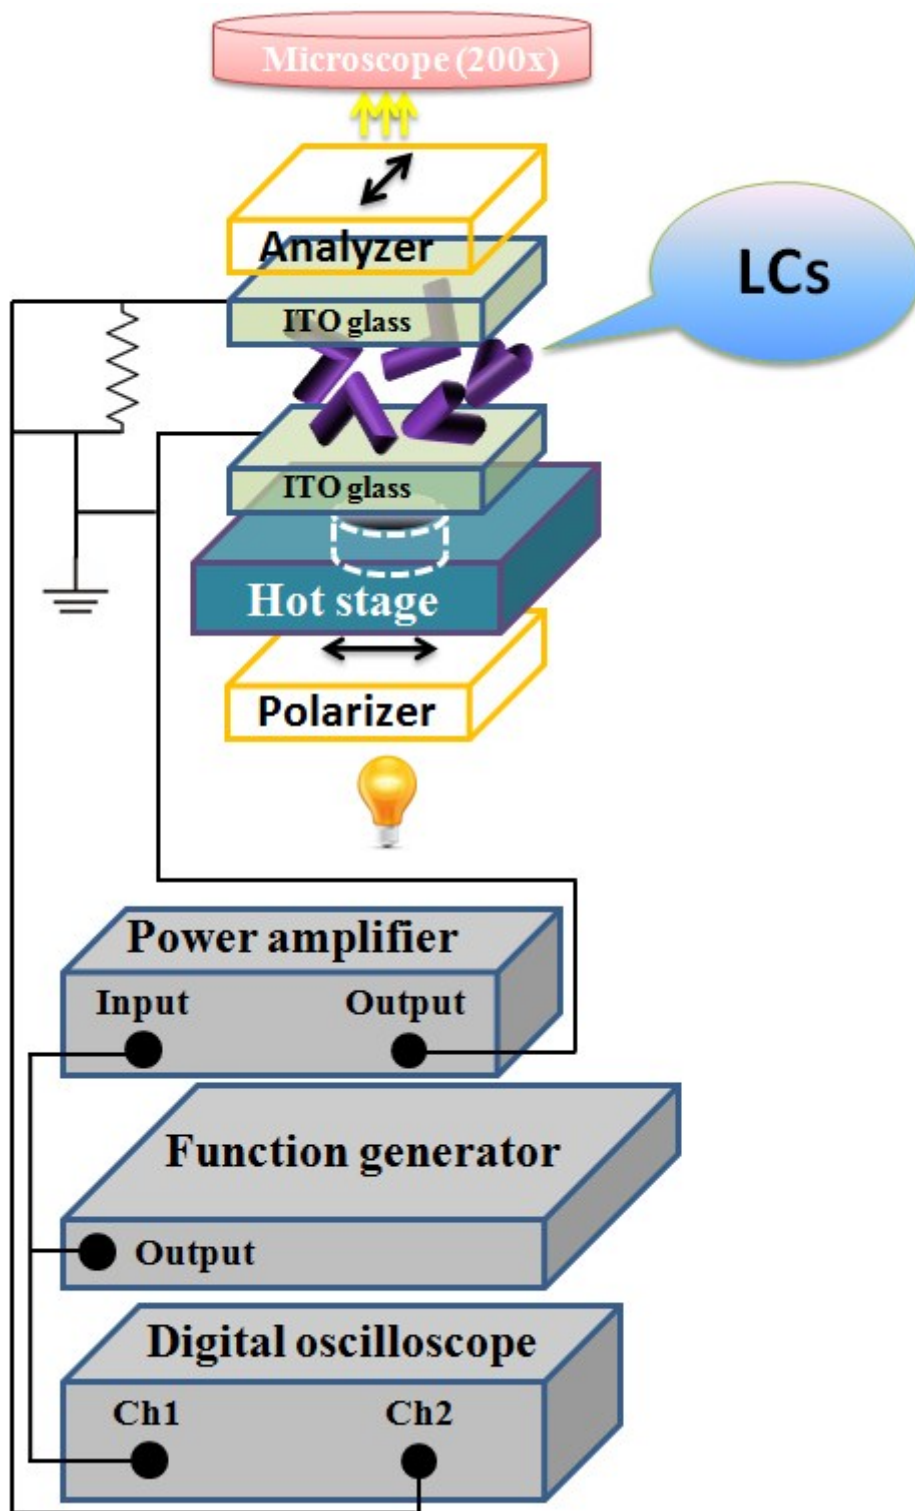 Microscope (200x)
Analyzer
LCs
ITO glass
ITO glass
Hot stage
Polarizer
Power amplifier
Input Output
Function generator
Output
Digital oscilloscope
Ch1 Ch2